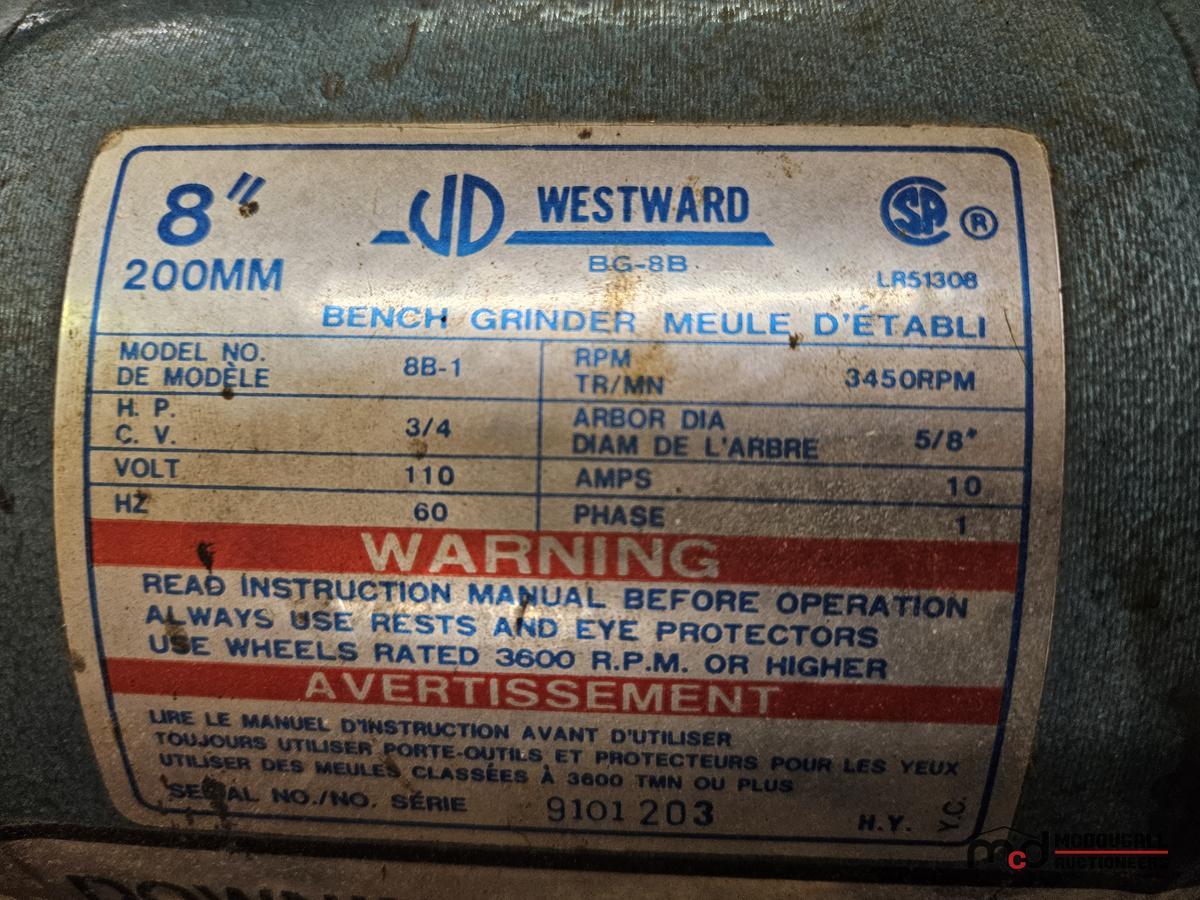 8" WESTWARD
BG-8B
200MM LR51308
BENCH GRINDER MEULE D'ÉTABLI
MODEL NO. DE MODÈLE 8B-1 RPM TR/MN 3450RPM
H. P. C. V. 3/4 ARBOR DIA DIAM DE L'ARBRE 5/8"
VOLT 110 AMPS 10
HZ 60 PHASE 1
WARNING
READ INSTRUCTION MANUAL BEFORE OPERATION
ALWAYS USE RESTS AND EYE PROTECTORS
USE WHEELS RATED 3600 R.P.M. OR HIGHER
AVERTISSEMENT
LIRE LE MANUEL D'INSTRUCTION AVANT D'UTILISER
TOUJOURS UTILISER PORTE-OUTILS ET PROTECTEURS POUR LES YEUX
UTILISER DES MEULES CLASSÉES À 3600 TMN OU PLUS
SERIAL NO./NO. SÉRIE 9101203 H.Y. Y.C.
mcd MCDOUGALL
AUCTIONEERS